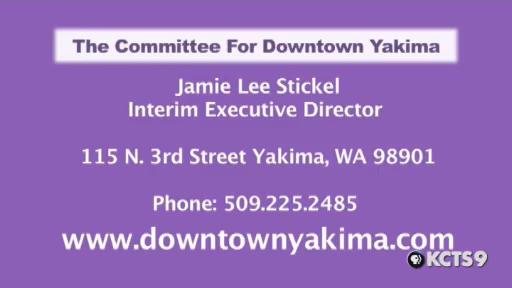 The Committee For Downtown Yakima
Jamie Lee Stickel
Interim Executive Director
115 N. 3rd Street Yakima, WA 98901
Phone: 509.225.2485
www.downtownyakima.com
KCTS9